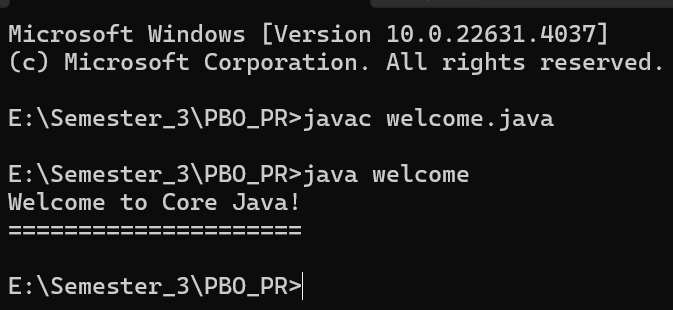 Microsoft Windows [Version 10.0.22631.4037]
(c) Microsoft Corporation. All rights reserved.
E:\Semester_3\PBO_PR>javac welcome.java
E:\Semester_3\PBO_PR>java welcome
Welcome to Core Java!
=====================
E:\Semester_3\PBO_PR>